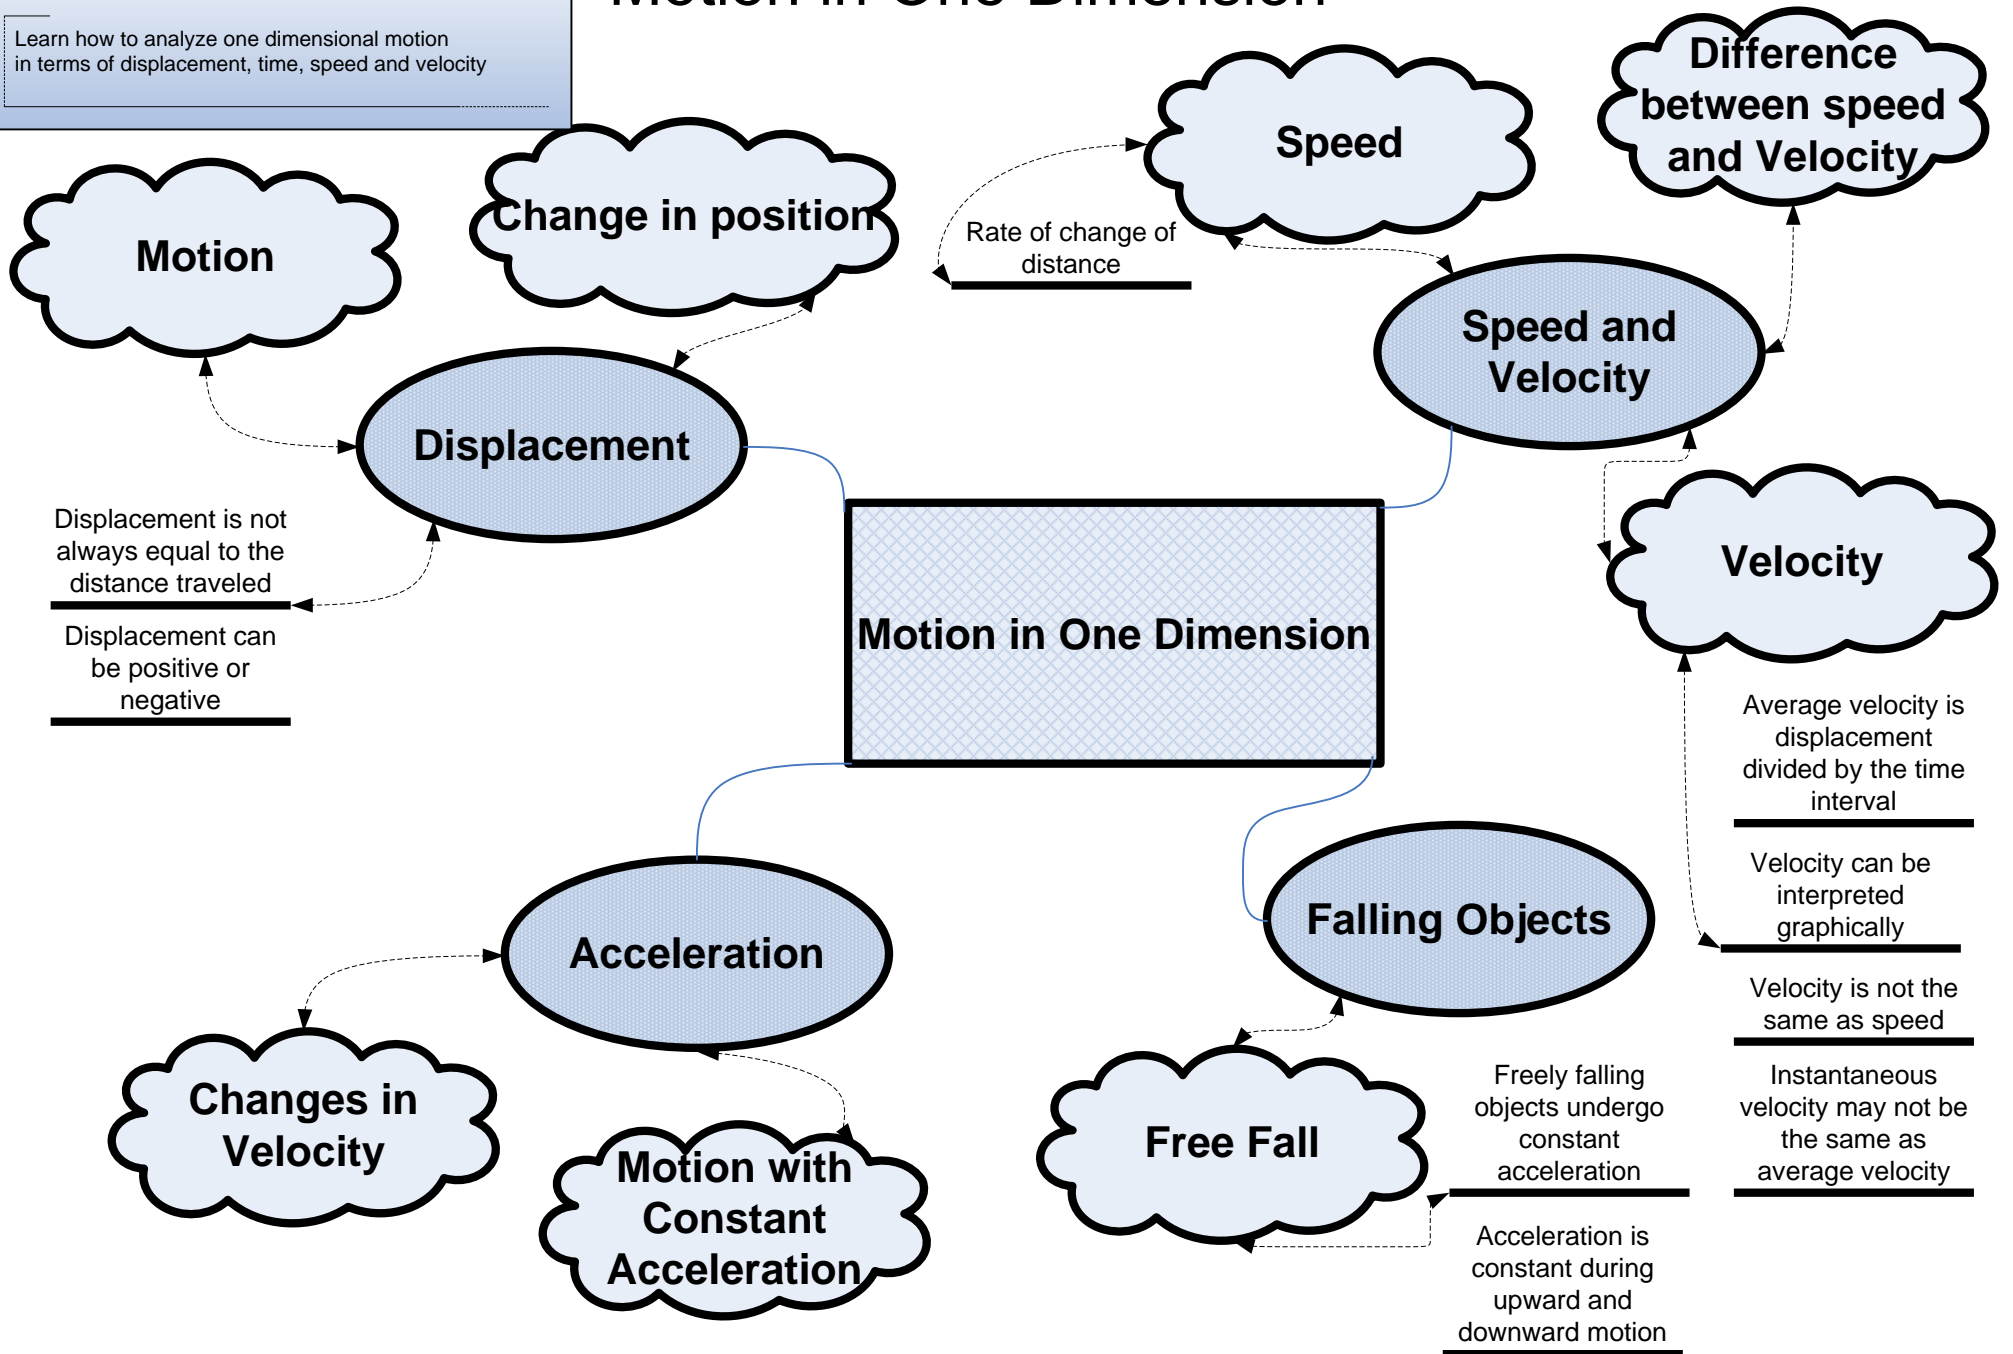 Motion in One Dimension
Learn how to analyze one dimensional motion
in terms of displacement, time, speed and velocity
Difference
between speed
and Velocity
Speed
Change in position
Motion
Rate of change of
distance
Speed and
Velocity
Displacement
Displacement is not
always equal to the
distance traveled
Displacement can
be positive or
negative
Motion in One Dimension
Velocity
Average velocity is
displacement
divided by the time
interval
Velocity can be
interpreted
graphically
Velocity is not the
same as speed
Instantaneous
velocity may not be
the same as
average velocity
Acceleration
Falling Objects
Changes in
Velocity
Motion with
Constant
Acceleration
Free Fall
Freely falling
objects undergo
constant
acceleration
Acceleration is
constant during
upward and
downward motion